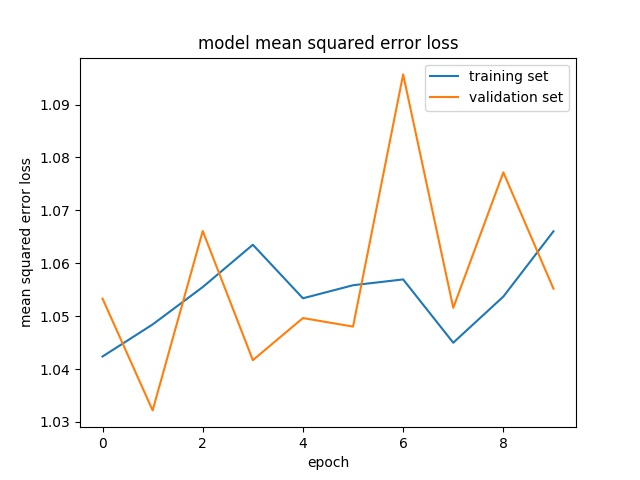 model mean squared error loss
training set
validation set
1.09
1.08
1.07
1.06
1.05
1.04
1.03
mean squared error loss
0 2 4 6 8
epoch